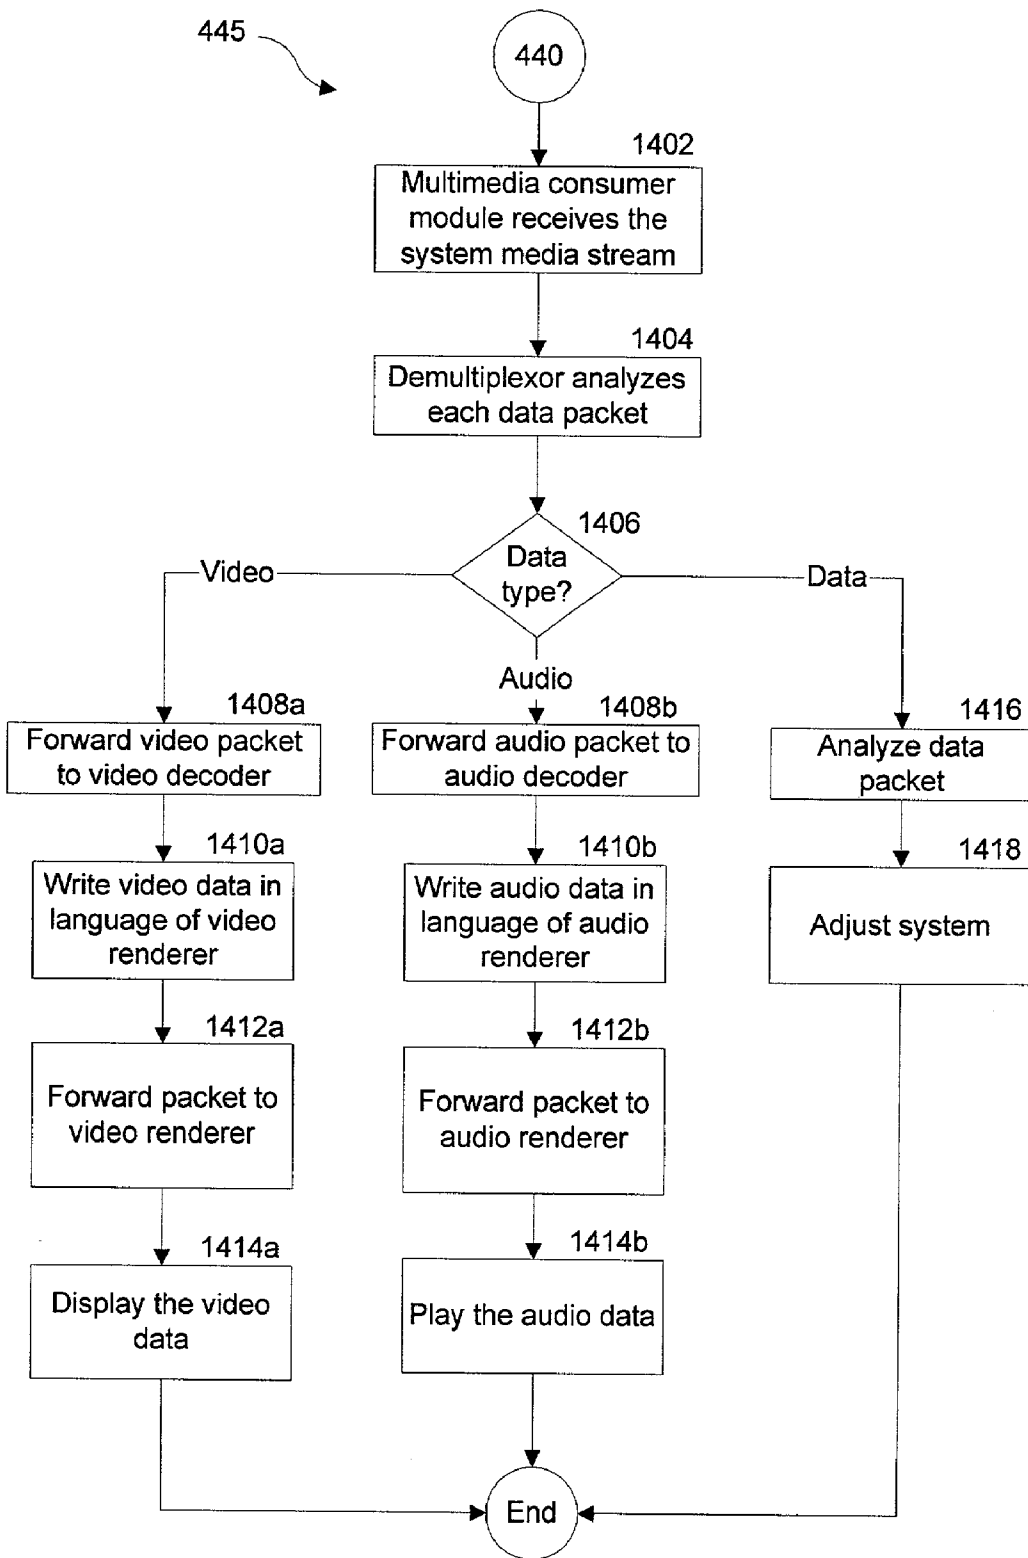 445
440
1402
Multimedia consumer
module receives the
system media stream
1404
Demultiplexor analyzes
each data packet
1406
Data
type?
Video
Data
Audio
1408a
Forward video packet
to video decoder
1408b
Forward audio packet to
audio decoder
1416
Analyze data
packet
1410a
Write video data in
language of video
renderer
1410b
Write audio data in
language of audio
renderer
1418
Adjust system
1412a
Forward packet to
video renderer
1412b
Forward packet to
audio renderer
1414a
Display the video
data
1414b
Play the audio data
End